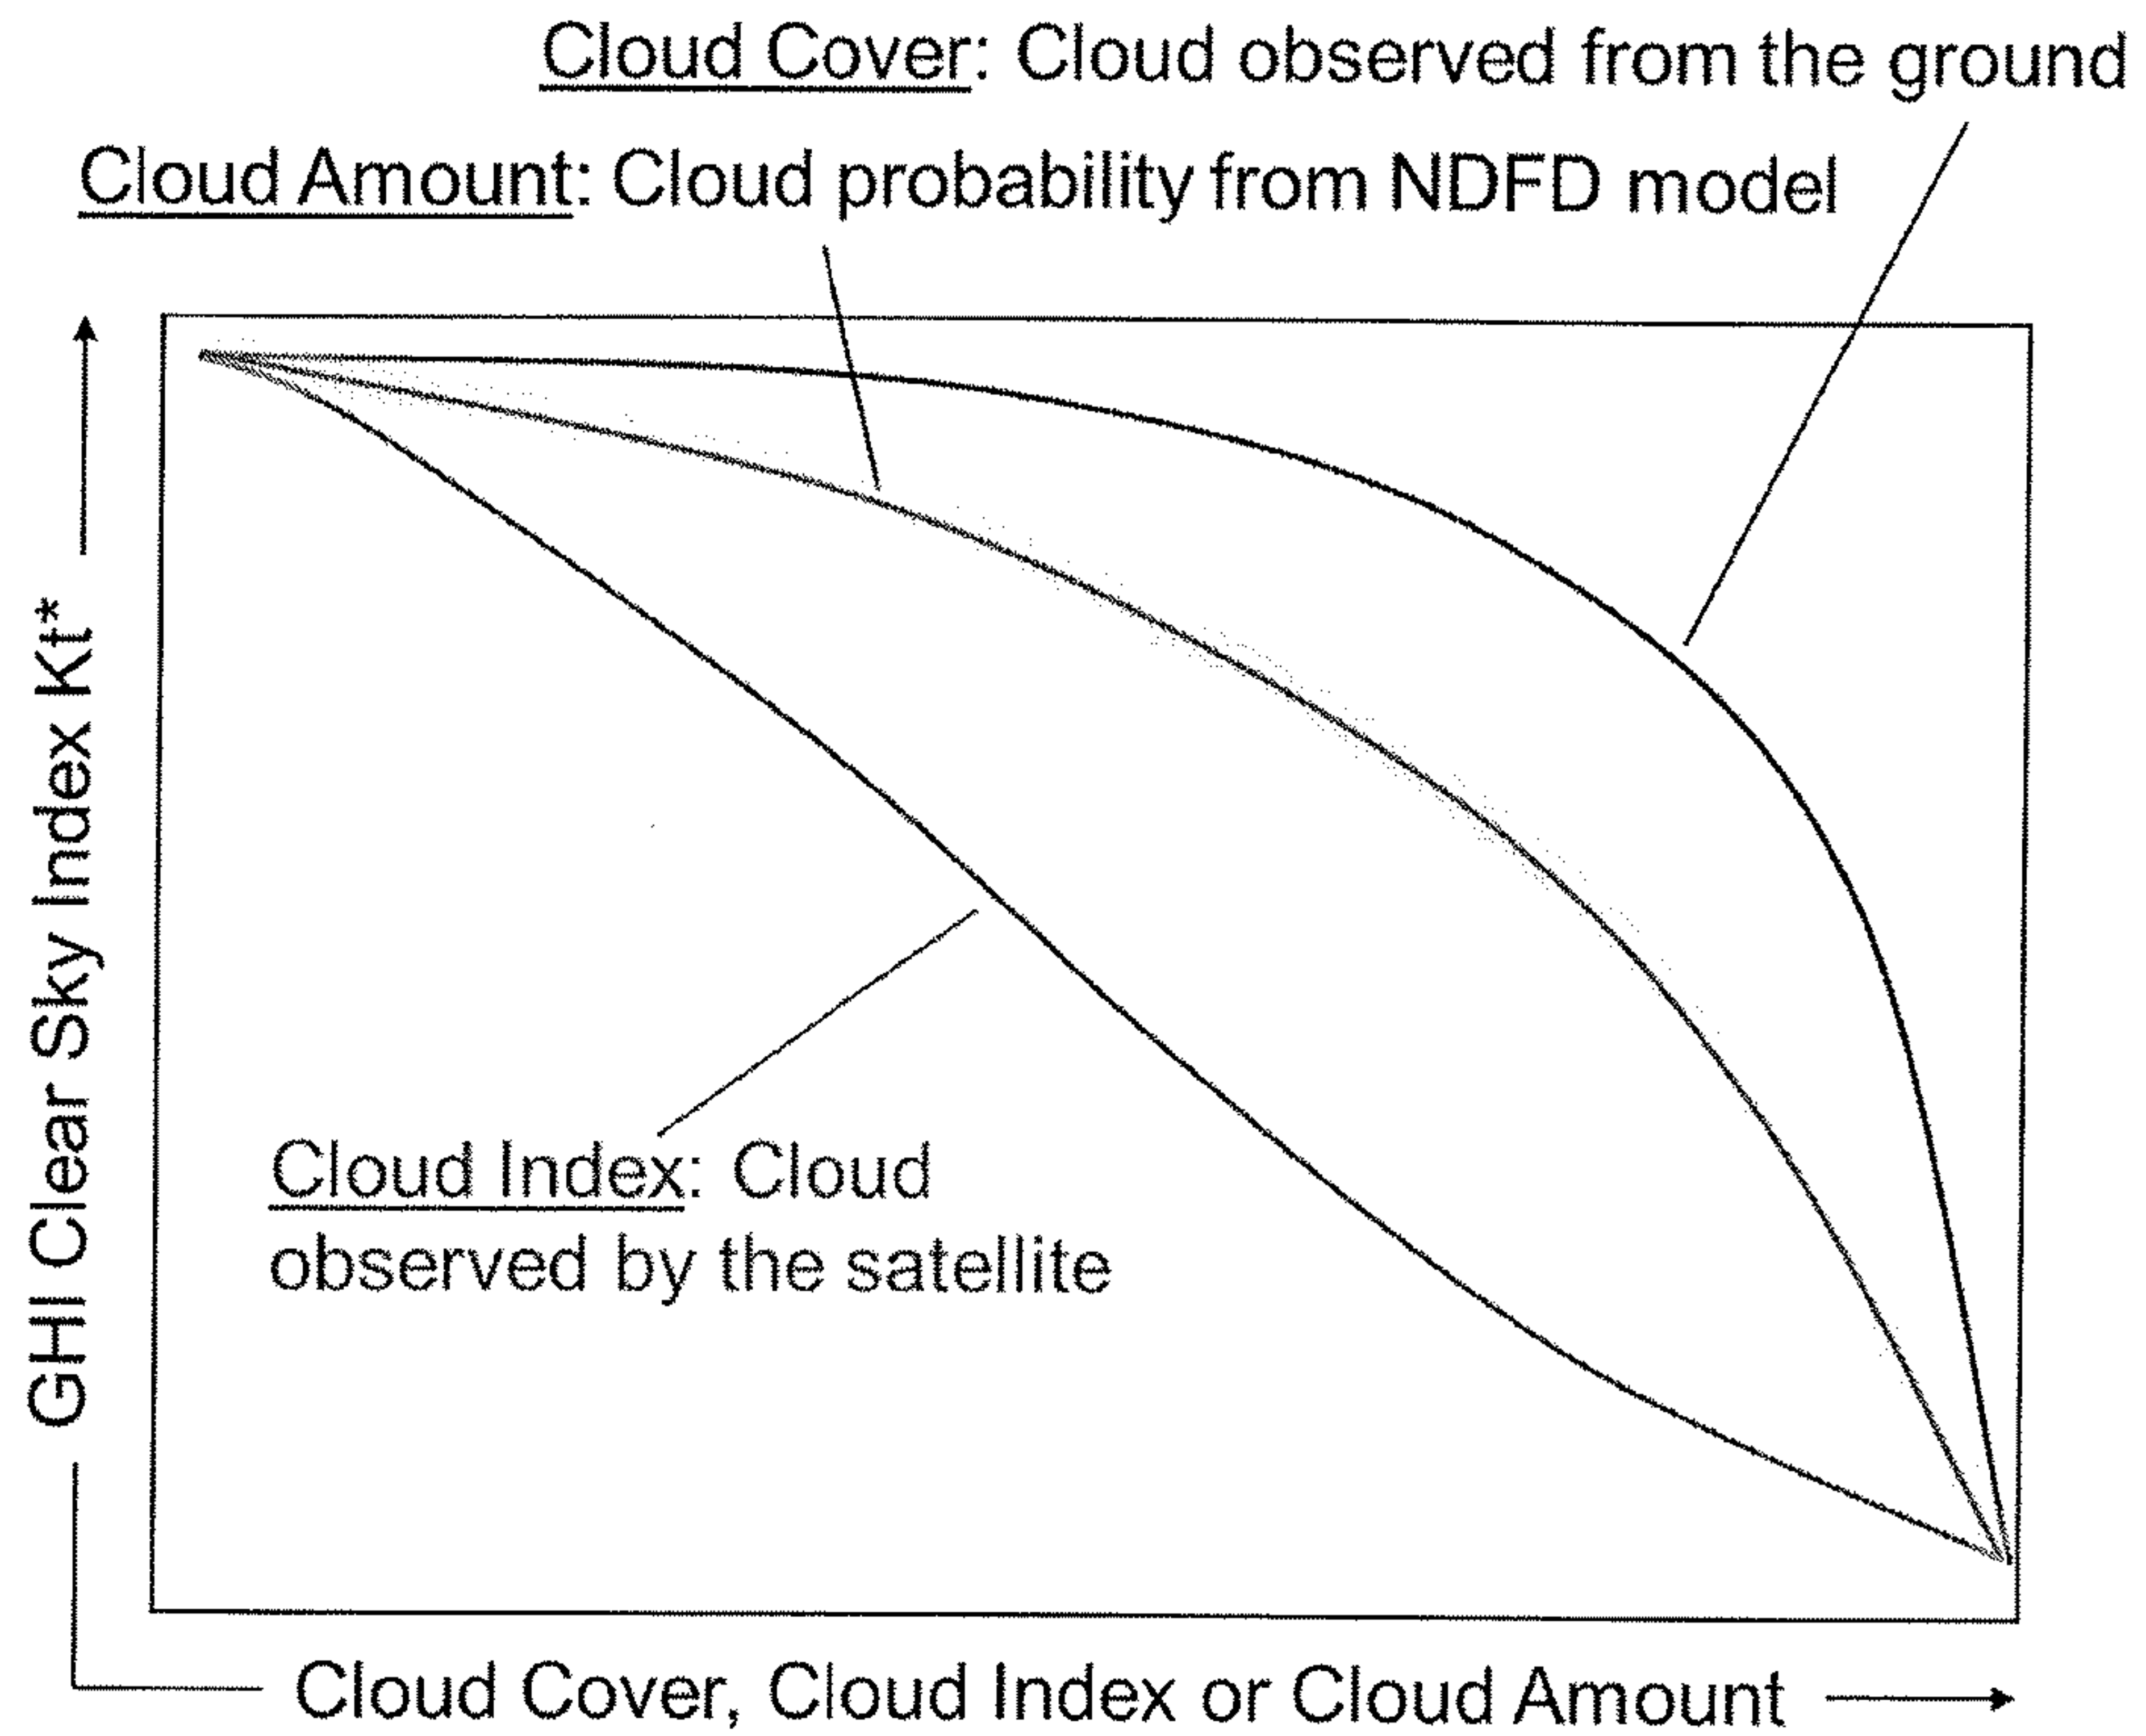 Cloud Cover: Cloud observed from the ground
Cloud Amount: Cloud probability from NDFD model
GHI Clear Sky Index Kt*
Cloud Index: Cloud
observed by the satellite
Cloud Cover, Cloud Index or Cloud Amount